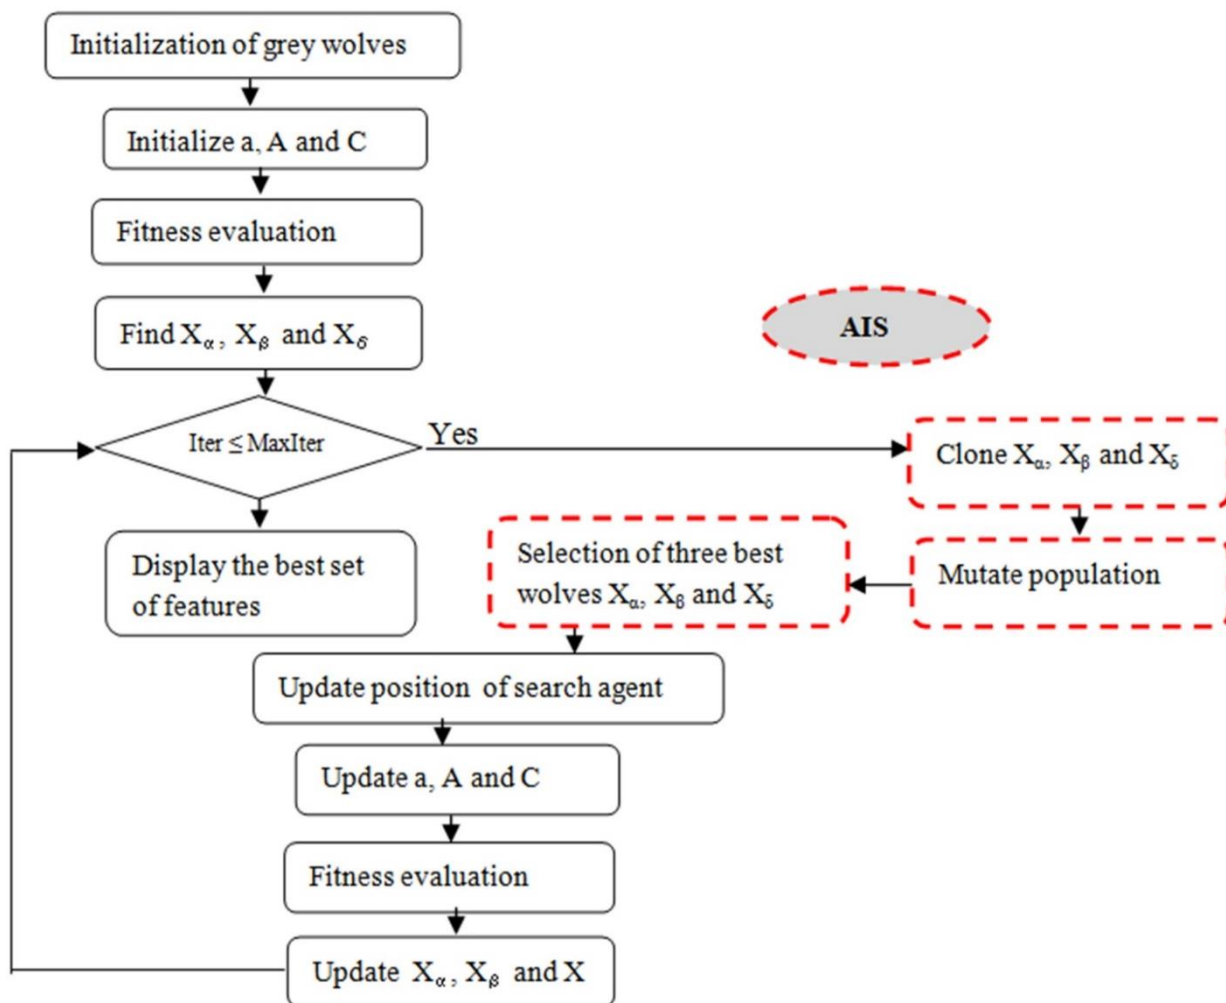 Initialization of grey wolves
Initialize a, A and C
Fitness evaluation
Find Xα, Xβ and Xδ
AIS
Iter ≤ MaxIter
Yes
Clone Xα, Xβ and Xδ
Mutate population
Selection of three best
wolves Xα, Xβ and Xδ
Display the best set
of features
Update position of search agent
Update a, A and C
Fitness evaluation
Update Xα, Xβ and X